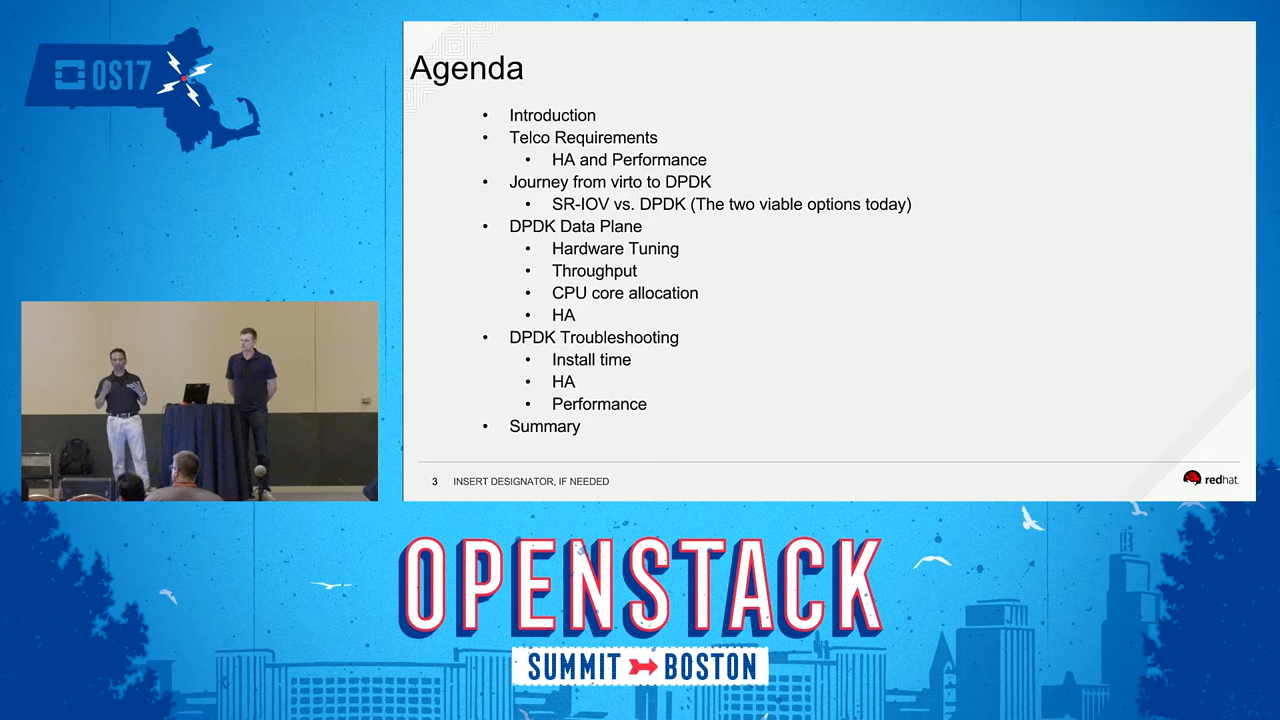 OS17
Agenda
• Introduction
• Telco Requirements
• HA and Performance
• Journey from virto to DPDK
• SR-IOV vs. DPDK (The two viable options today)
• DPDK Data Plane
• Hardware Tuning
• Throughput
• CPU core allocation
• HA
• DPDK Troubleshooting
• Install time
• HA
• Performance
• Summary
3 INSERT DESIGNATOR, IF NEEDED
redhat.
OPENSTACK
SUMMIT BOSTON